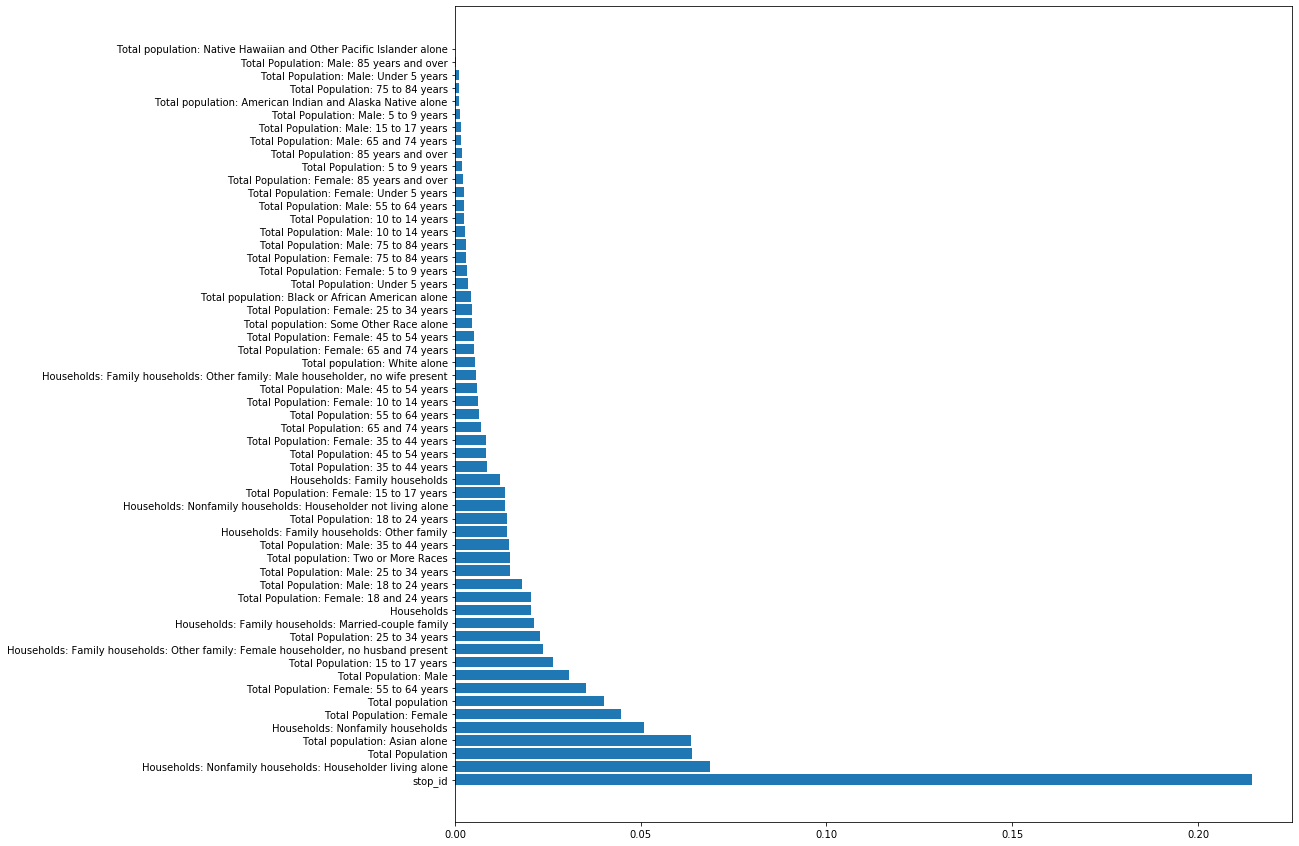 Total population: Native Hawaiian and Other Pacific Islander alone
Total Population: Male: 85 years and over
Total Population: Male: Under 5 years
Total Population: 75 to 84 years
Total population: American Indian and Alaska Native alone
Total Population: Male: 5 to 9 years
Total Population: Male: 15 to 17 years
Total Population: Male: 65 and 74 years
Total Population: 85 years and over
Total Population: 5 to 9 years
Total Population: Female: 85 years and over
Total Population: Female: Under 5 years
Total Population: Male: 55 to 64 years
Total Population: 10 to 14 years
Total Population: Male: 10 to 14 years
Total Population: Male: 75 to 84 years
Total Population: Female: 75 to 84 years
Total Population: Female: 5 to 9 years
Total Population: Under 5 years
Total population: Black or African American alone
Total Population: Female: 25 to 34 years
Total population: Some Other Race alone
Total Population: Female: 45 to 54 years
Total Population: Female: 65 and 74 years
Total population: White alone
Households: Family households: Other family: Male householder, no wife present
Total Population: Male: 45 to 54 years
Total Population: Female: 10 to 14 years
Total Population: 55 to 64 years
Total Population: 65 and 74 years
Total Population: Female: 35 to 44 years
Total Population: 45 to 54 years
Total Population: 35 to 44 years
Households: Family households
Total Population: Female: 15 to 17 years
Households: Nonfamily households: Householder not living alone
Total Population: 18 to 24 years
Households: Family households: Other family
Total Population: Male: 35 to 44 years
Total population: Two or More Races
Total Population: Male: 25 to 34 years
Total Population: Male: 18 to 24 years
Total Population: Female: 18 and 24 years
Households
Households: Family households: Married-couple family
Total Population: 25 to 34 years
Households: Family households: Other family: Female householder, no husband present
Total Population: 15 to 17 years
Total Population: Male
Total Population: Female: 55 to 64 years
Total population
Total Population: Female
Households: Nonfamily households
Total population: Asian alone
Total Population
Households: Nonfamily households: Householder living alone
stop_id
0.00 0.05 0.10 0.15 0.20